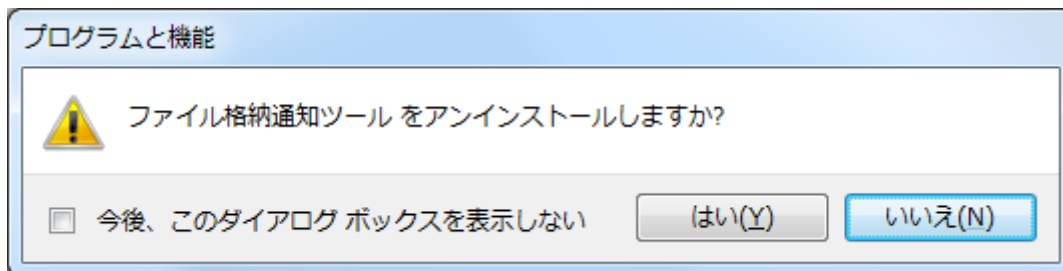 プログラムと機能
ファイル格納通知ツール をアンインストールしますか?
今後、このダイアログ ボックスを表示しない
はい(Y)
いいえ(N)